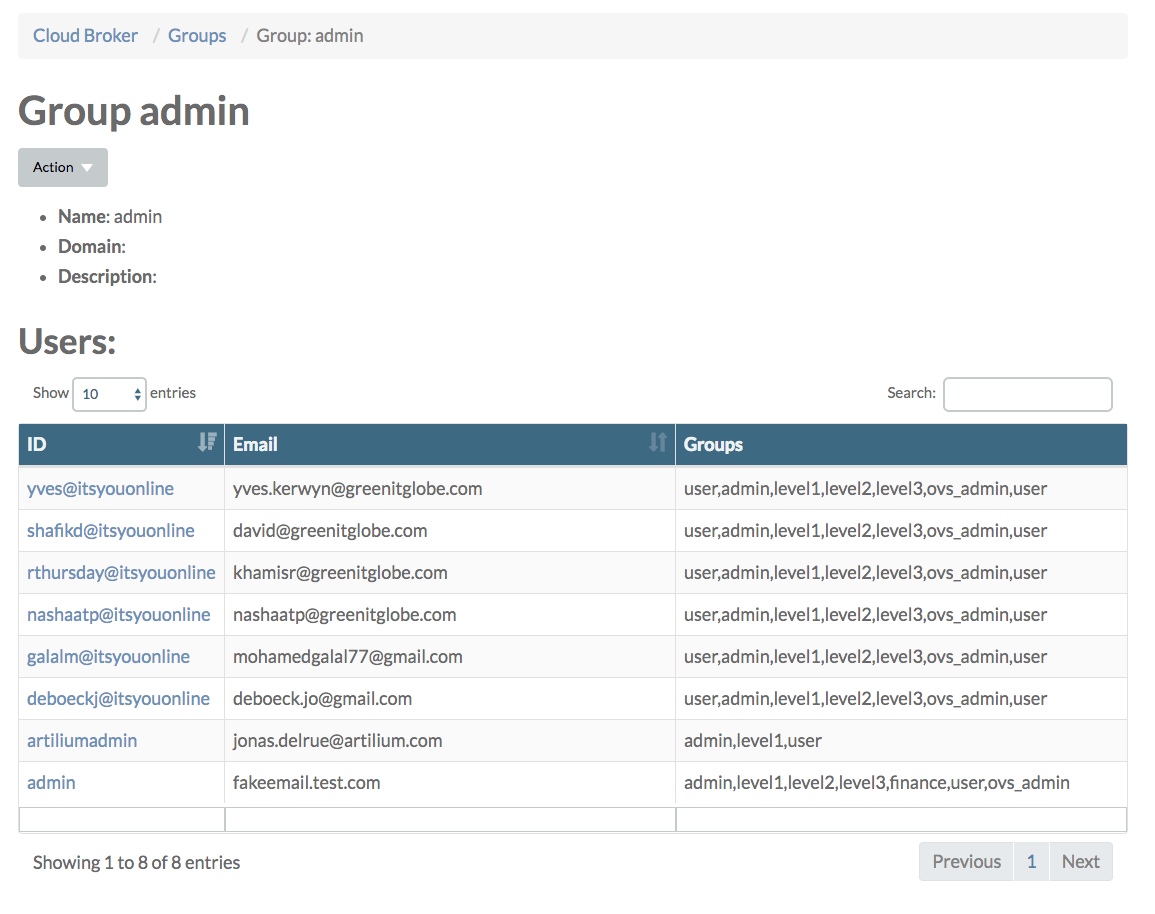 Cloud Broker / Groups / Group: admin
Group admin
Action
• Name: admin
• Domain:
• Description:
Users:
Show 10 entries Search:
ID Email Groups
yves@itsyouonline yves.kerwyn@greenitglobe.com user,admin,level1,level2,level3,ovs_admin,user
shafikd@itsyouonline david@greenitglobe.com user,admin,level1,level2,level3,ovs_admin,user
rthursday@itsyouonline khamisr@greenitglobe.com user,admin,level1,level2,level3,ovs_admin,user
nashaatp@itsyouonline nashaatp@greenitglobe.com user,admin,level1,level2,level3,ovs_admin,user
galalm@itsyouonline mohamedgalal77@gmail.com user,admin,level1,level2,level3,ovs_admin,user
deboeckj@itsyouonline deboeck.jo@gmail.com user,admin,level1,level2,level3,ovs_admin,user
artiliumadmin jonas.delrue@artilium.com admin,level1,user
admin fakeemail.test.com admin,level1,level2,level3,finance,user,ovs_admin
Showing 1 to 8 of 8 entries Previous 1 Next